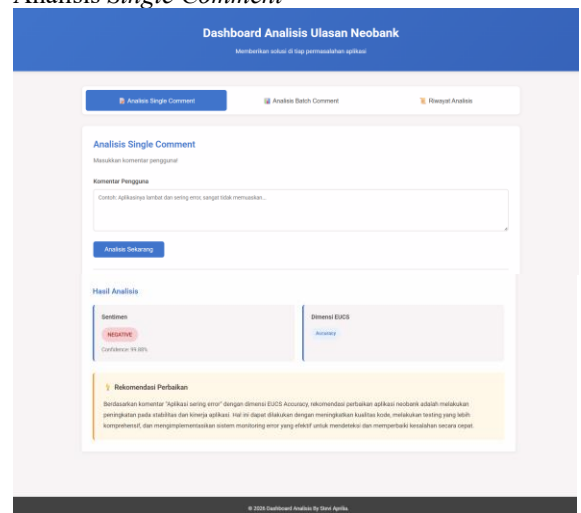 Analisis Single Comment
Dashboard Analisis Ulasan Neobank
Memberikan solusi di tiap permasalahan aplikasi
Analisis Single Comment
Analisis Batch Comment
Riwayat Analisis
Analisis Single Comment
Masukkan komentar pengguna!
Komentar Pengguna
Contoh: Aplikasinya lambat dan sering error, sangat tidak memuaskan...
Analisis Sekarang
Hasil Analisis
Sentimen
NEGATIVE
Confidence: 99.88%
Dimensi EUCS
Accuracy
Rekomendasi Perbaikan
Berdasarkan komentar "Aplikasi sering error" dengan dimensi EUCS Accuracy, rekomendasi perbaikan aplikasi neobank adalah melakukan
peningkatan pada stabilitas dan kinerja aplikasi. Hal ini dapat dilakukan dengan meningkatkan kualitas kode, melakukan testing yang lebih
komprehensif, dan mengimplementasikan sistem monitoring error yang efektif untuk mendeteksi dan memperbaiki kesalahan secara cepat.
© 2025 Dashboard Analisis By Dewi Aprilia.